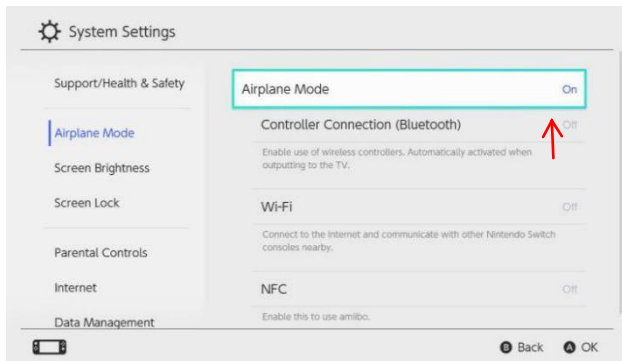 System Settings
Support/Health & Safety
Airplane Mode
Screen Brightness
Screen Lock
Parental Controls
Internet
Data Management
Airplane Mode On
Controller Connection (Bluetooth) Off
Enable use of wireless controllers. Automatically activated when
outputting to the TV.
Wi-Fi Off
Connect to the Internet and communicate with other Nintendo Switch
consoles nearby.
NFC Off
Enable this to use amiibo.
B Back A OK